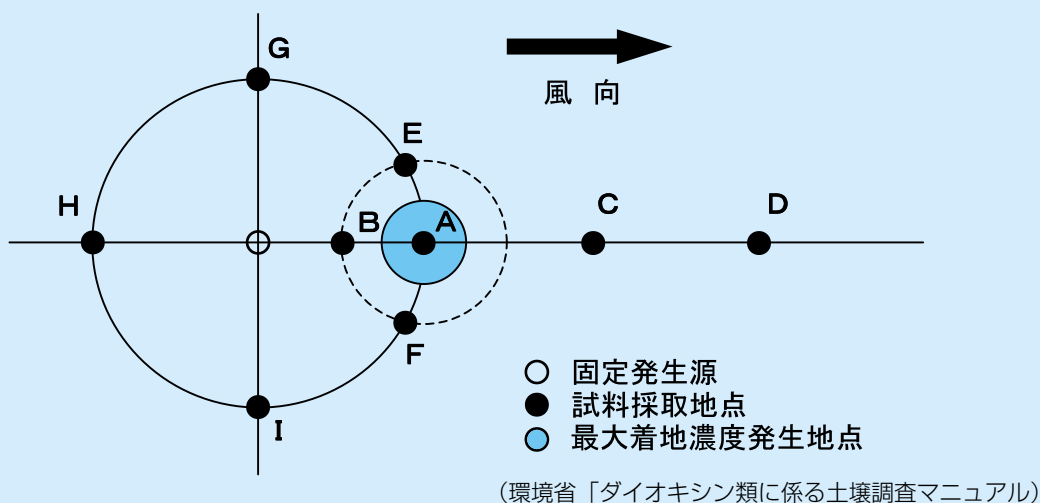 G
風 向
E
H
B
A
C
D
F
I
○ 固定発生源
● 試料採取地点
最大着地濃度発生地点
(環境省「ダイオキシン類に係る土壌調査マニュアル)